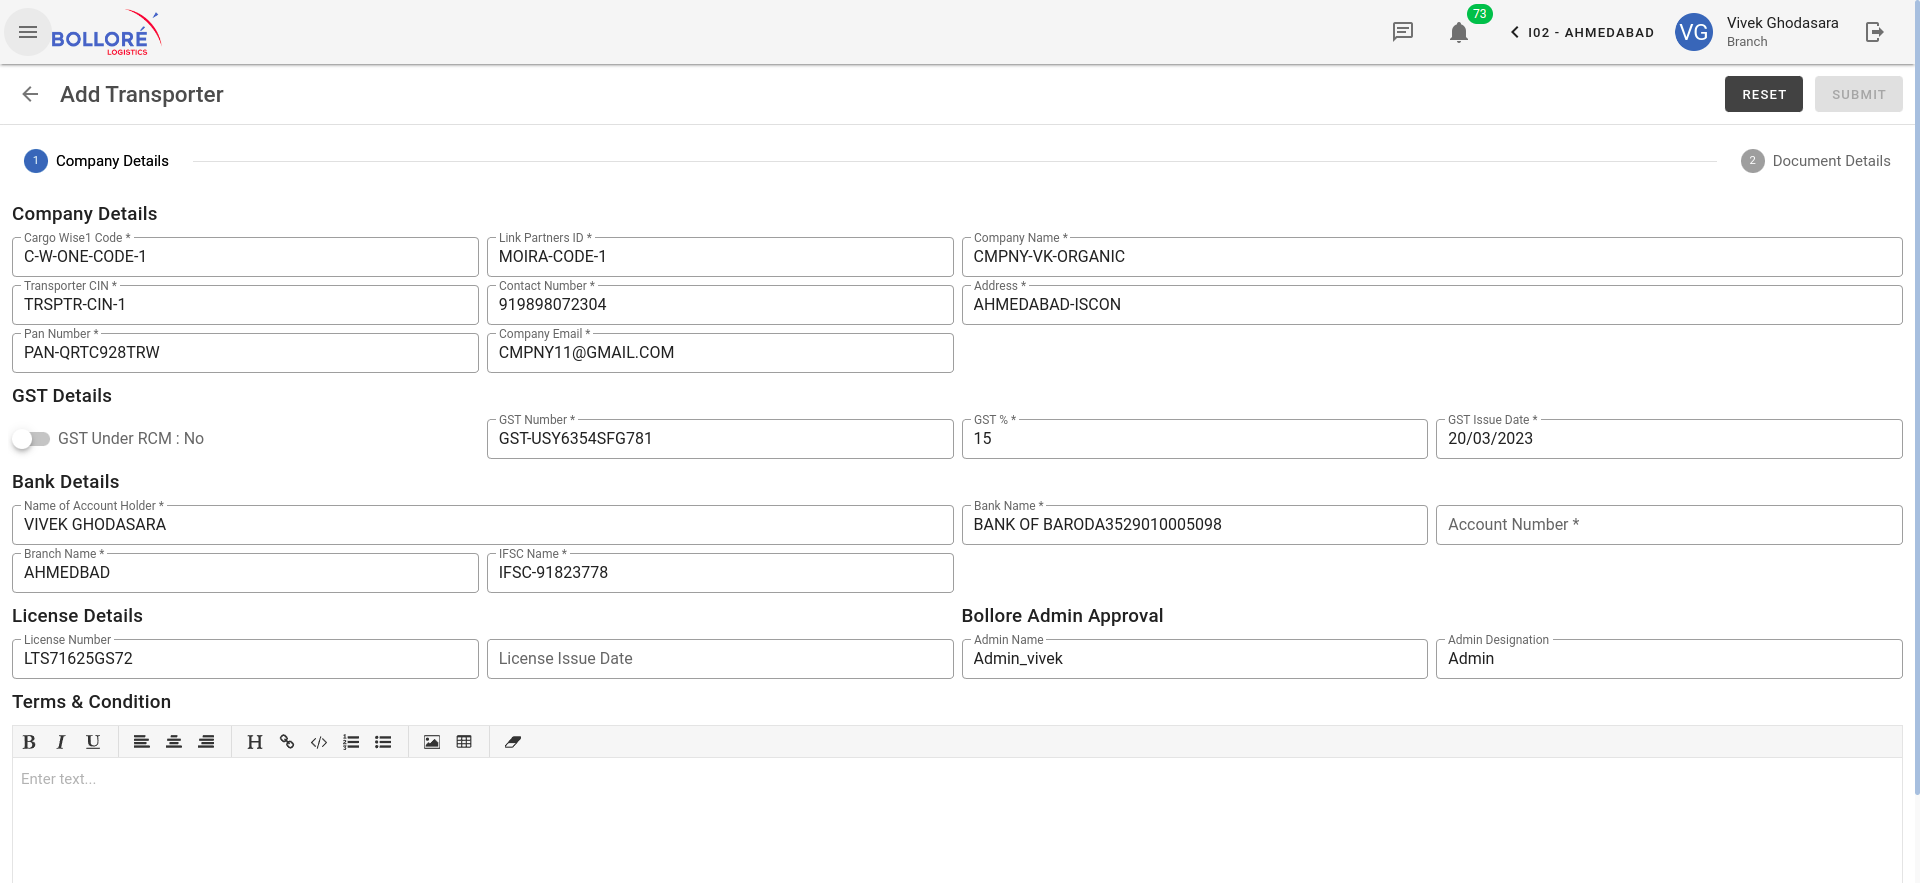 BOLLORÉ
LOGISTICS
73
I02 - AHMEDABAD
VG
Vivek Ghodasara
Branch
Add Transporter
RESET
SUBMIT
1 Company Details
2 Document Details
Company Details
Cargo Wise1 Code *
C-W-ONE-CODE-1
Link Partners ID *
MOIRA-CODE-1
Company Name *
CMPNY-VK-ORGANIC
Transporter CIN *
TRSPTR-CIN-1
Contact Number *
919898072304
Address *
AHMEDABAD-ISCON
Pan Number *
PAN-QRTC928TRW
Company Email *
CMPNY11@GMAIL.COM
GST Details
GST Under RCM : No
GST Number *
GST-USY6354SFG781
GST % *
15
GST Issue Date *
20/03/2023
Bank Details
Name of Account Holder *
VIVEK GHODASARA
Bank Name *
BANK OF BARODA3529010005098
Account Number *
Branch Name *
AHMEDBAD
IFSC Name *
IFSC-91823778
License Details
Bollore Admin Approval
License Number
LTS71625GS72
License Issue Date
Admin Name
Admin_vivek
Admin Designation
Admin
Terms & Condition
B I U H </>
Enter text...